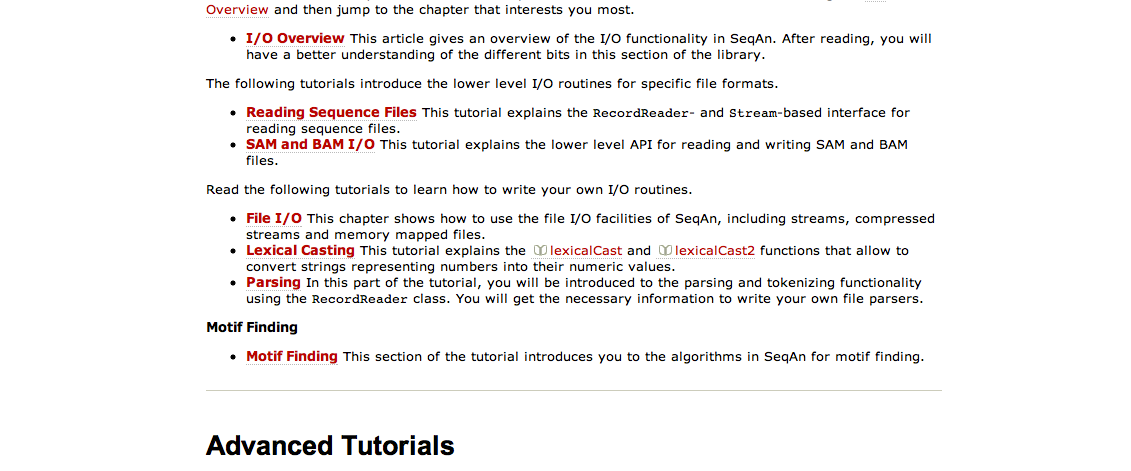 Overview and then jump to the chapter that interests you most.
I/O Overview This article gives an overview of the I/O functionality in SeqAn. After reading, you will
have a better understanding of the different bits in this section of the library.
The following tutorials introduce the lower level I/O routines for specific file formats.
Reading Sequence Files This tutorial explains the RecordReader- and Stream-based interface for
reading sequence files.
SAM and BAM I/O This tutorial explains the lower level API for reading and writing SAM and BAM
files.
Read the following tutorials to learn how to write your own I/O routines.
File I/O This chapter shows how to use the file I/O facilities of SeqAn, including streams, compressed
streams and memory mapped files.
Lexical Casting This tutorial explains the lexicalCast and lexicalCast2 functions that allow to
convert strings representing numbers into their numeric values.
Parsing In this part of the tutorial, you will be introduced to the parsing and tokenizing functionality
using the RecordReader class. You will get the necessary information to write your own file parsers.
Motif Finding
Motif Finding This section of the tutorial introduces you to the algorithms in SeqAn for motif finding.
Advanced Tutorials